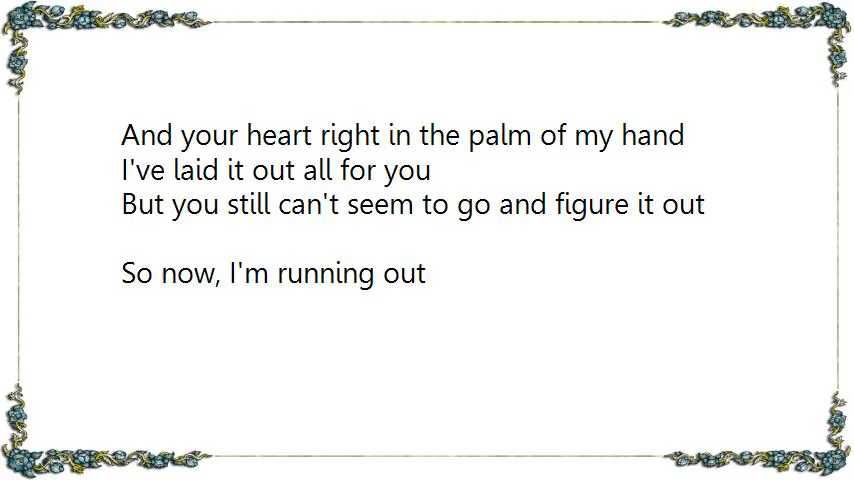 And your heart right in the palm of my hand
I've laid it out all for you
But you still can't seem to go and figure it out
So now, I'm running out